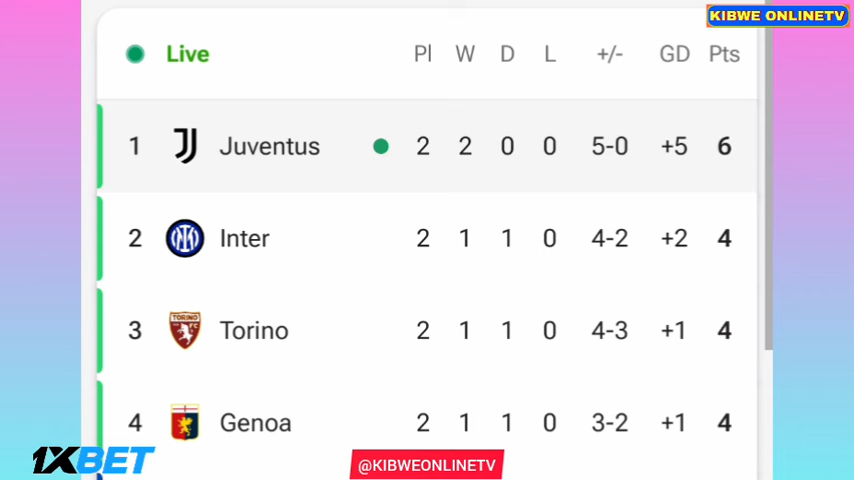 KIBWE ONLINETV
Live Pl W D L +/- GD Pts
1 Juventus 2 2 0 0 5-0 +5 6
2 Inter 2 1 1 0 4-2 +2 4
TORINO
3 Torino 2 1 1 0 4-3 +1 4
4 Genoa 2 1 1 0 3-2 +1 4
1XBET
@KIBWEONLINETV